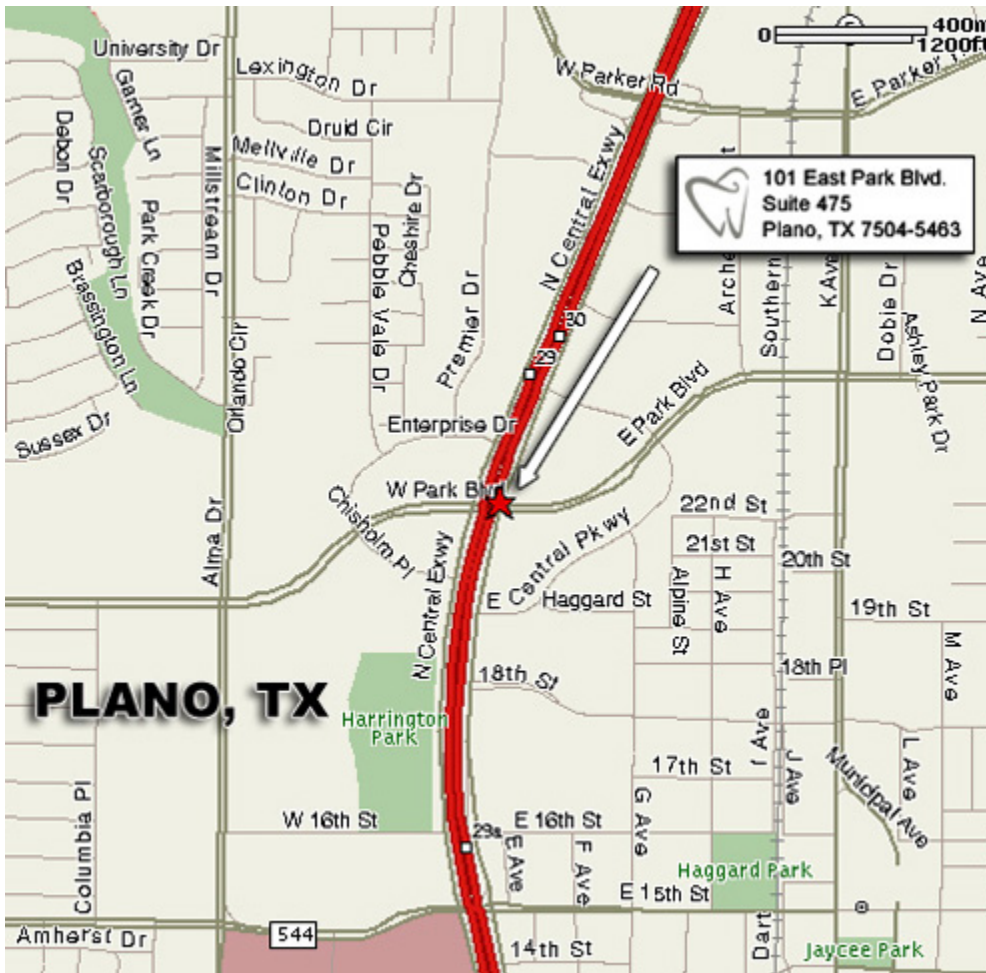 University Dr
Lexington Dr
0
400m
1200ft
W Parker Rd
E Parker
Garner Ln
Druid Cir
Debon Dr
Scarborough Ln
Millstream Dr
Mellville Dr
Clinton Dr
Park Creek Dr
Pebble Vale Dr
Cheshire Dr
Premier Dr
N Central Exwy
101 East Park Blvd.
Suite 475
Plano, TX 7504-5463
Southern
K Ave
Dobie Dr
N Ave
Ashley Park Dr
Brassington Ln
Orlando Cir
30
29
Sussex Dr
Enterprise Dr
E Park Blvd
W Park
Chisholm Pl
Alma Dr
N Central Exwy
E Central Pkwy
22nd St
21st St
20th St
Haggard St
Alpine St
H Ave
19th St
M Ave
18th St
18th Pl
PLANO, TX
Harrington
Park
17th St
I Ave
J Ave
L Ave
Municipal Ave
Columbia Pl
W 16th St
29a
E 16th St
E Ave
F Ave
G Ave
Haggard Park
E 15th St
Amherst Dr
544
14th St
Dart
Jaycee Park